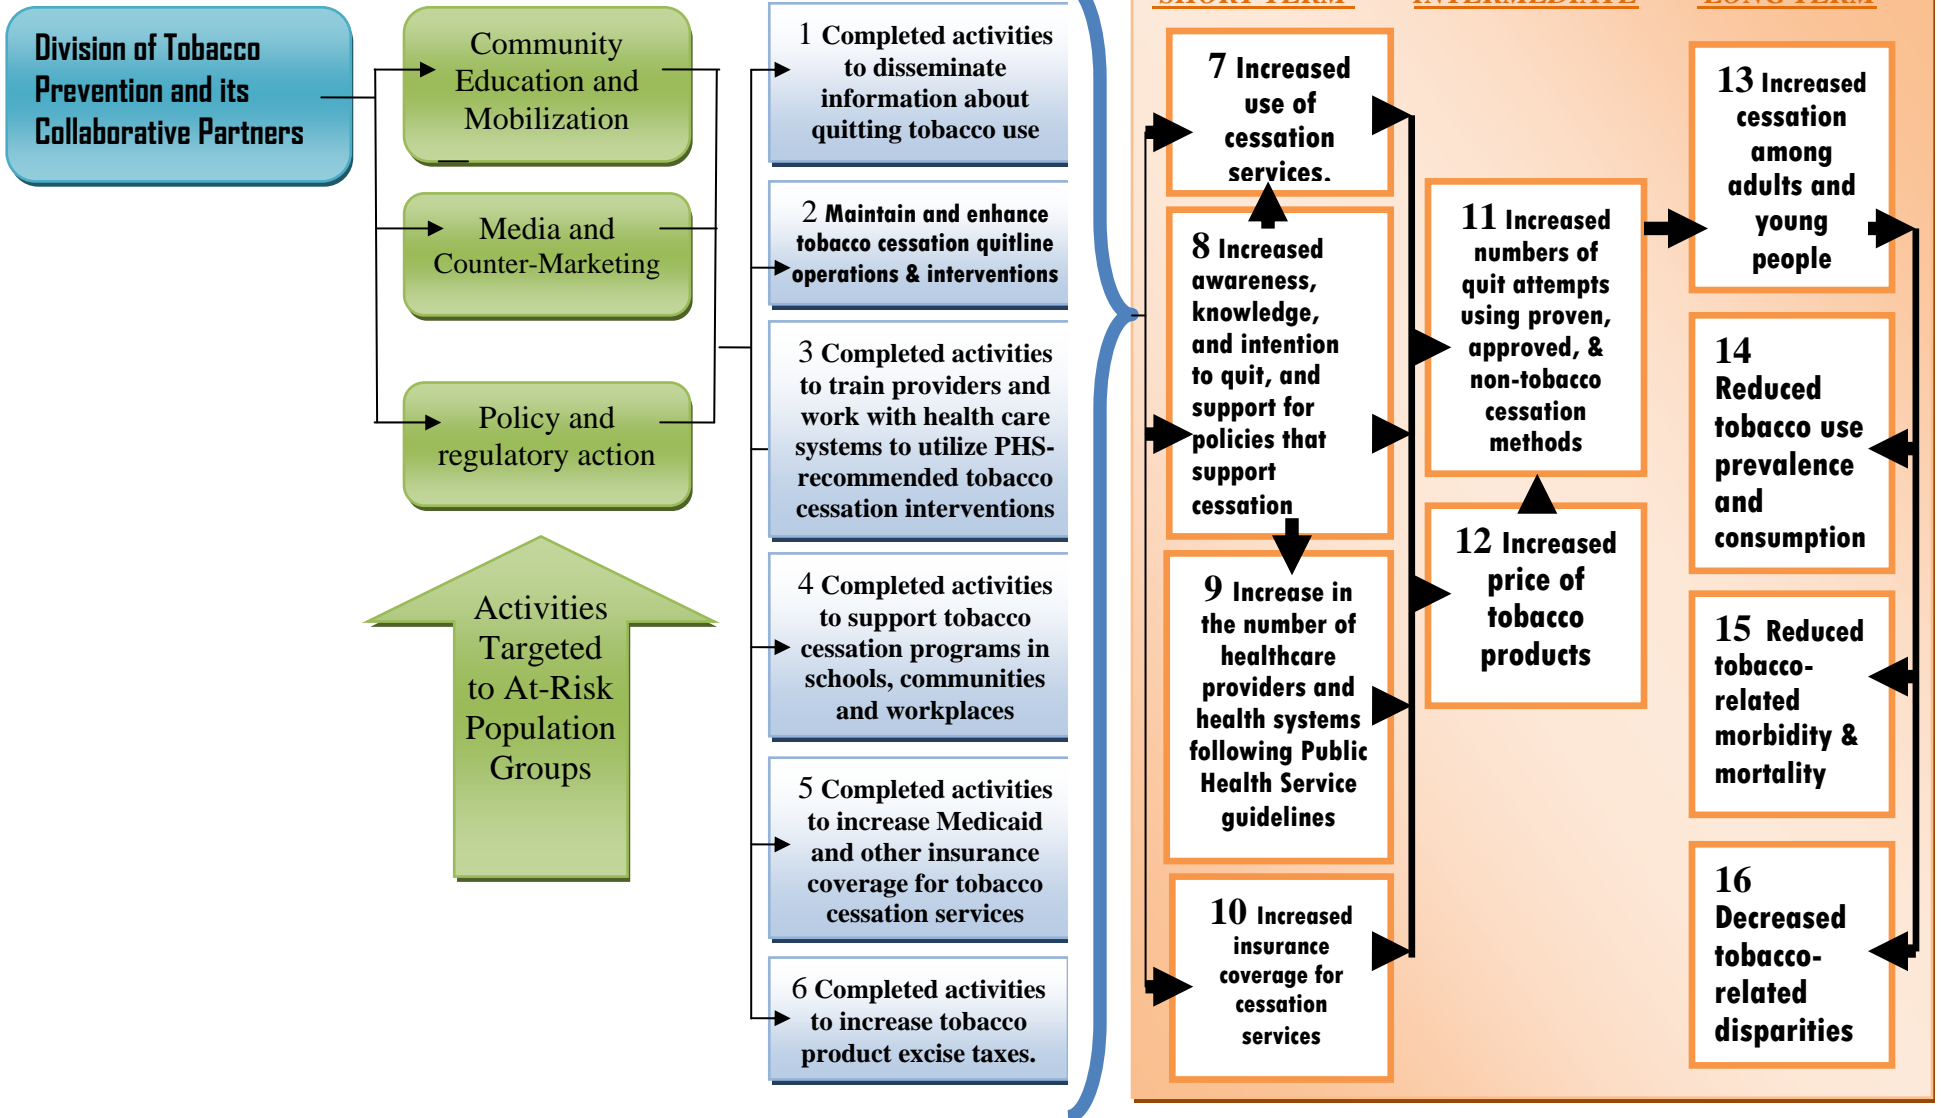 SHORT TERM
INTERMEDIATE
LONG TERM
Division of Tobacco
Prevention and its
Collaborative Partners
Community
Education and
Mobilization
Media and
Counter-Marketing
Policy and
regulatory action
Activities
Targeted
to At-Risk
Population
Groups
1 Completed activities
to disseminate
information about
quitting tobacco use
2 Maintain and enhance
tobacco cessation quitline
operations & interventions
3 Completed activities
to train providers and
work with health care
systems to utilize PHS-
recommended tobacco
cessation interventions
4 Completed activities
to support tobacco
cessation programs in
schools, communities
and workplaces
5 Completed activities
to increase Medicaid
and other insurance
coverage for tobacco
cessation services
6 Completed activities
to increase tobacco
product excise taxes.
7 Increased
use of
cessation
services.
8 Increased
awareness,
knowledge,
and intention
to quit, and
support for
policies that
support
cessation
9 Increase in
the number of
healthcare
providers and
health systems
following Public
Health Service
guidelines
10 Increased
insurance
coverage for
cessation
services
11 Increased
numbers of
quit attempts
using proven,
approved, &
non-tobacco
cessation
methods
12 Increased
price of
tobacco
products
13 Increased
cessation
among
adults and
young
people
14
Reduced
tobacco use
prevalence
and
consumption
15 Reduced
tobacco-
related
morbidity &
mortality
16
Decreased
tobacco-
related
disparities